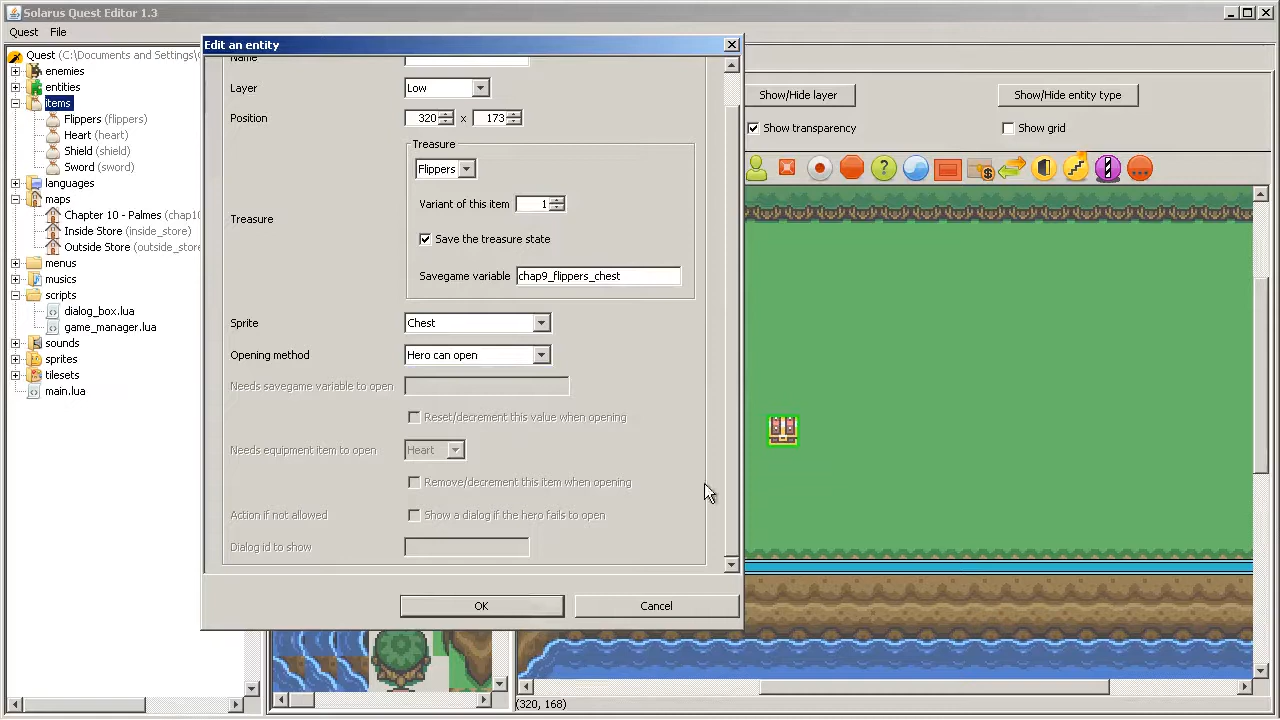 Solarus Quest Editor 1.3
Quest File
Quest (C:\Documents and Settings\
enemies
entities
items
Flippers (flippers)
Heart (heart)
Shield (shield)
Sword (sword)
languages
maps
Chapter 10 - Palmes (chap10
Inside Store (inside_store)
Outside Store (outside_store)
menus
musics
scripts
dialog_box.lua
game_manager.lua
sounds
sprites
tilesets
main.lua
Edit an entity
Name
Layer Low
Position 320 x 173
Treasure
Flippers
Variant of this item 1
Treasure
Save the treasure state
Savegame variable chap9_flippers_chest
Sprite Chest
Opening method Hero can open
Needs savegame variable to open
Reset/decrement this value when opening
Needs equipment item to open Heart
Remove/decrement this item when opening
Action if not allowed Show a dialog if the hero fails to open
Dialog id to show
OK Cancel
Show/Hide layer Show/Hide entity type
Show transparency Show grid
(320, 168)